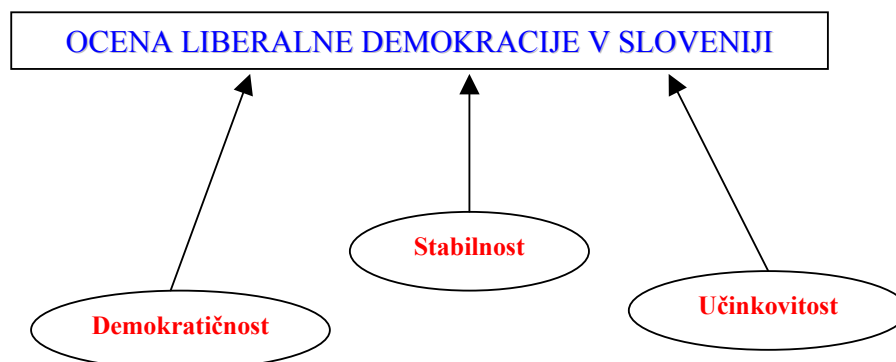 OCENA LIBERALNE DEMOKRACIJE V SLOVENIJI
Stabilnost
Učinkovitost
Demokratičnost